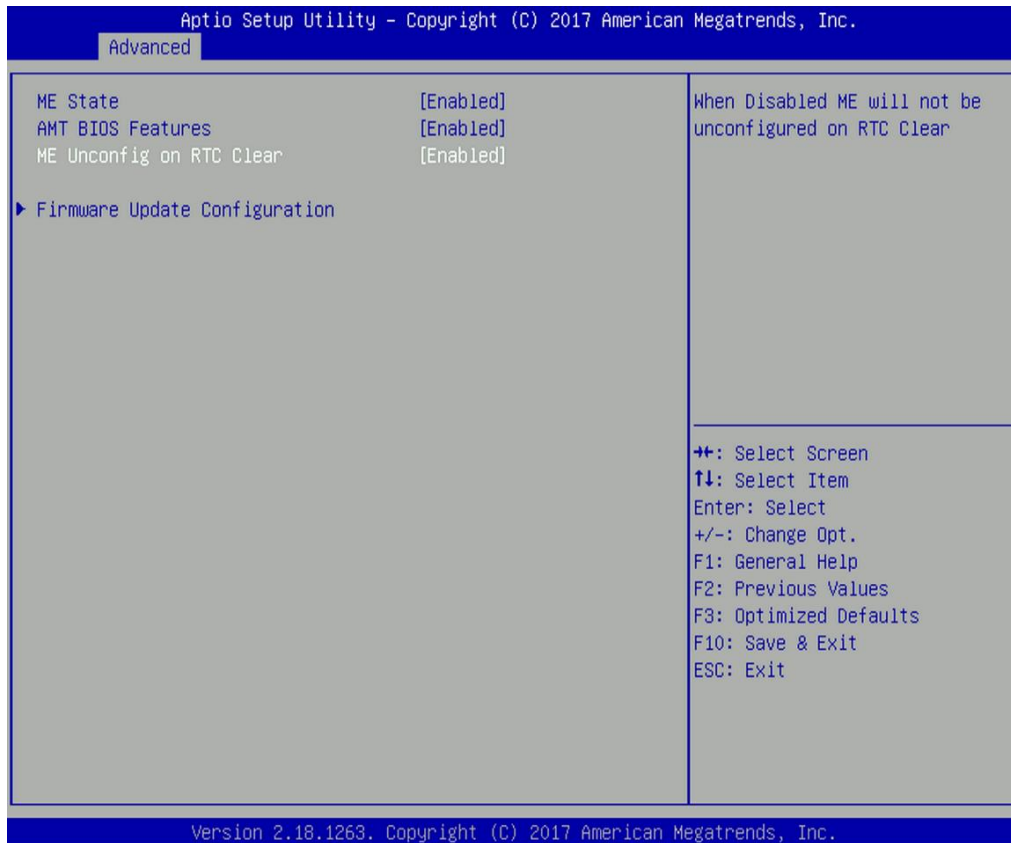 Aptio Setup Utility – Copyright (C) 2017 American Megatrends, Inc.
Advanced
ME State [Enabled]
AMT BIOS Features [Enabled]
ME Unconfig on RTC Clear [Enabled]
Firmware Update Configuration
When Disabled ME will not be
unconfigured on RTC Clear
→←: Select Screen
↑↓: Select Item
Enter: Select
+/-: Change Opt.
F1: General Help
F2: Previous Values
F3: Optimized Defaults
F10: Save & Exit
ESC: Exit
Version 2.18.1263. Copyright (C) 2017 American Megatrends, Inc.